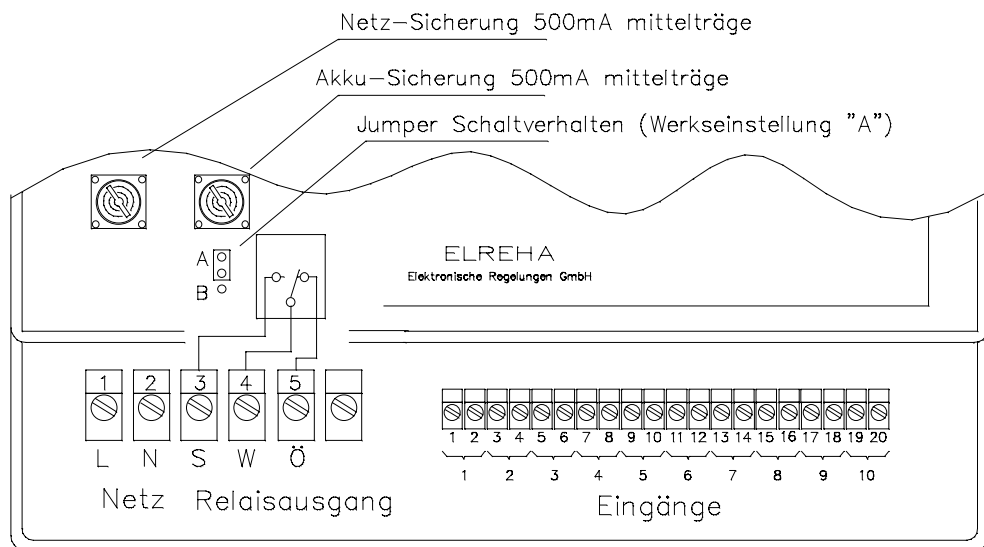 Netz-Sicherung 500mA mittelträge
Akku-Sicherung 500mA mittelträge
Jumper Schaltverhalten (Werkseinstellung "A")
A
B
ELREHA
Elektronische Regelungen GmbH
1 2 3 4 5
L N S W Ö
Netz Relaisausgang
1 2 3 4 5 6 7 8 9 10 11 12 13 14 15 16 17 18 19 20
1 2 3 4 5 6 7 8 9 10
Eingänge